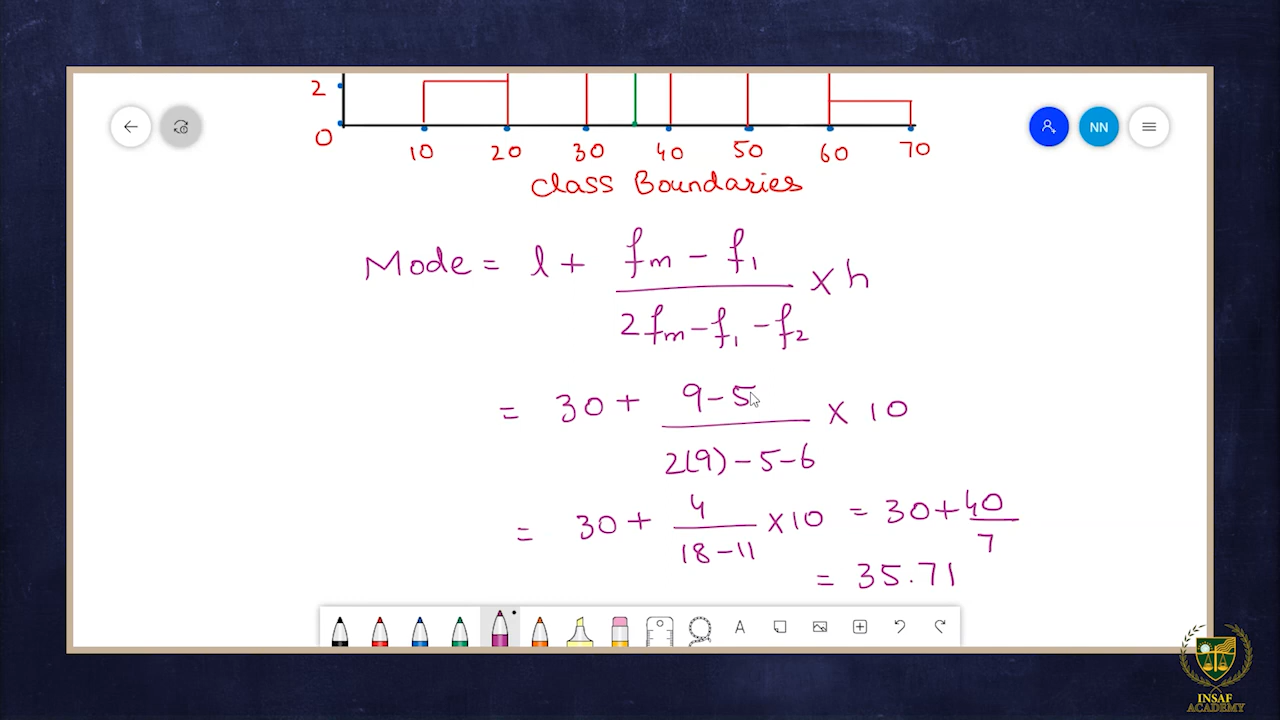 2
0
10 20 30 40 50 60 70
Class Boundaries
NN
Mode = l + fm - f1 / 2fm - f1 - f2 × h
= 30 + 9-5 / 2(9)-5-6 × 10
= 30 + 4 / 18-11 ×10 = 30+ 40 / 7
= 35.71
A
INSAF
ACADEMY